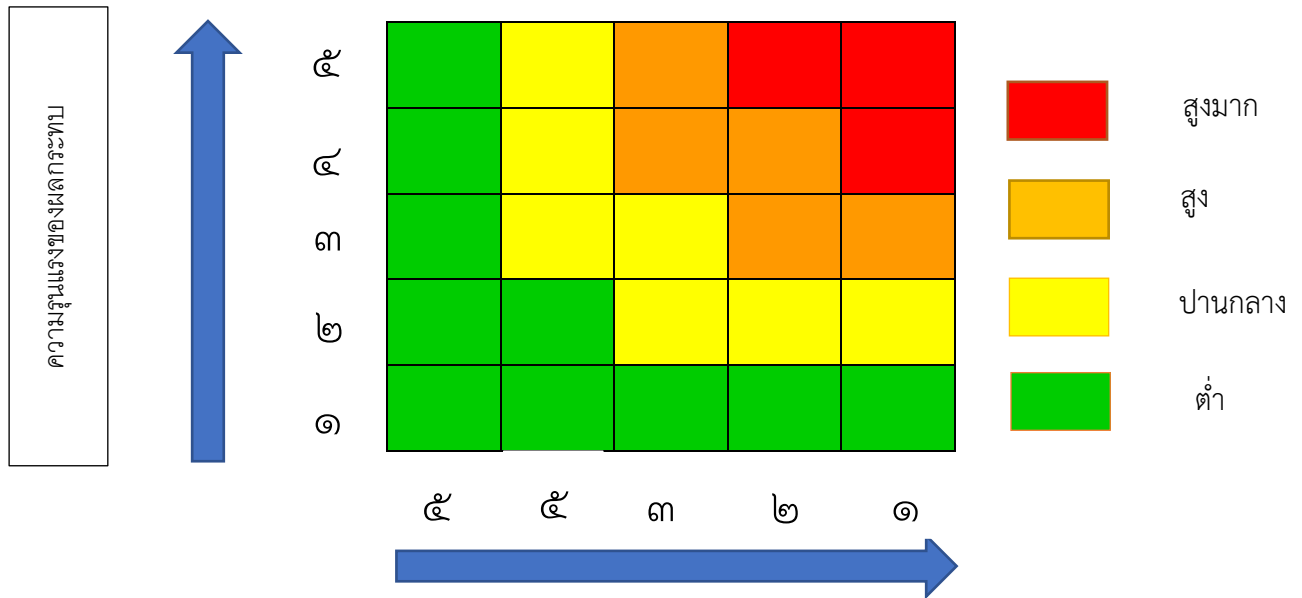 ความรุนแรงของผลกระทบ
๕
๔
๓
๒
๑
๕ ๕ ๓ ๒ ๑
สูงมาก
สูง
ปานกลาง
ต่ำ